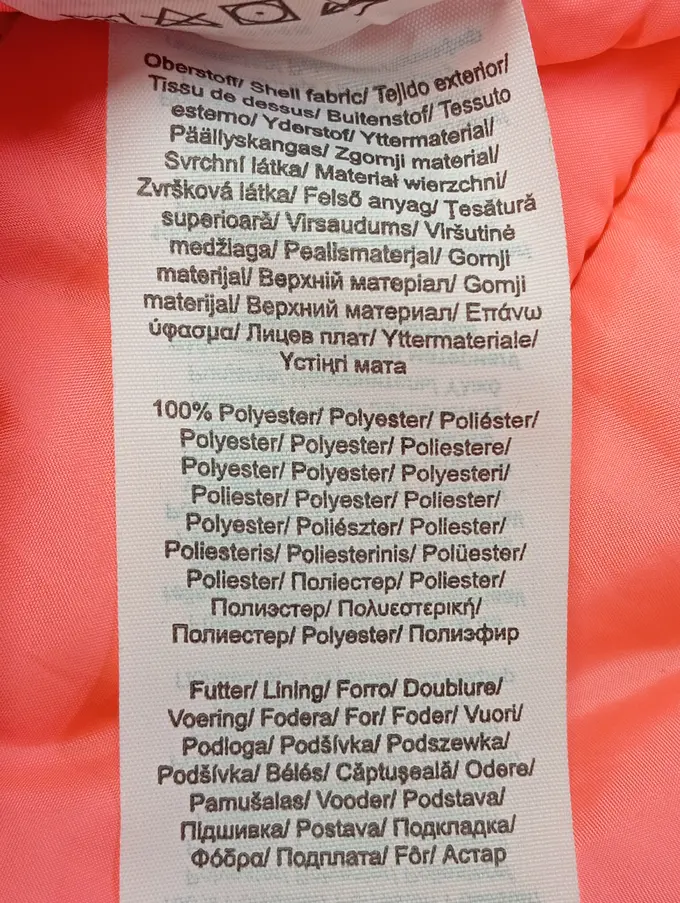 Oberstoff/ Shell fabric/ Tejido exterior/
Tissu de dessus/ Buitenstof/ Tessuto
esterno/ Yderstof/ Yttermaterial/
Päällyskangas/ Zgornji material/
Svrchní látka/ Materiał wierzchni/
Zvršková látka/ Felső anyag/ Ţesătură
superioară/ Virsaudums/ Viršutinė
medžiaga/ Pealismaterjal/ Gornji
materijal/ Верхній матеріал/ Gornji
materijal/ Верхний материал/ Επάνω
ύφασμα/ Лицев плат/ Yttermateriale/
Үстіңгі мата
100% Polyester/ Polyester/ Poliéster/
Polyester/ Polyester/ Poliestere/
Polyester/ Polyester/ Polyesteri/
Poliester/ Polyester/ Poliester/
Polyester/ Poliészter/ Poliester/
Poliesteris/ Poliesterinis/ Polüester/
Poliester/ Поліестер/ Poliester/
Полиэстер/ Πολυεστερική/
Полиестер/ Polyester/ Полиэфир
Futter/ Lining/ Forro/ Doublure/
Voering/ Fodera/ For/ Foder/ Vuori/
Podloga/ Podšívka/ Podszewka/
Podšívka/ Bélés/ Căptuşeală/ Odere/
Pamušalas/ Vooder/ Podstava/
Підшивка/ Postava/ Подкладка/
Φόδρα/ Подплата/ Fôr/ Астар